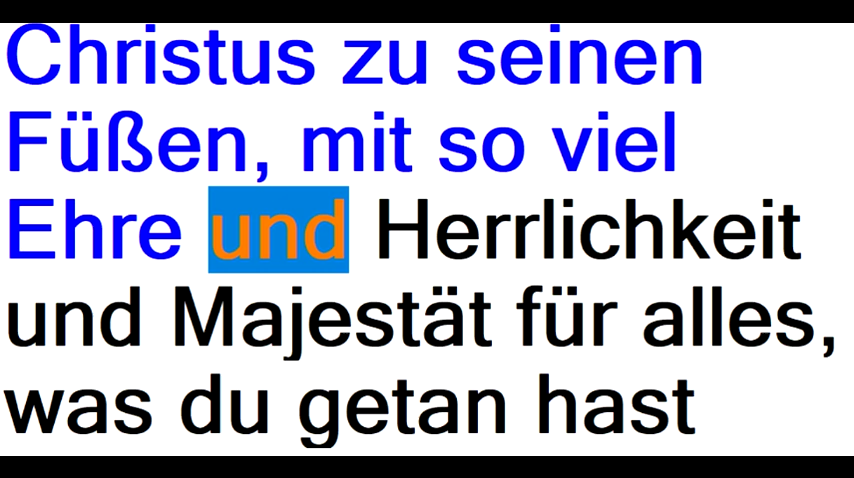 Christus zu seinen
Füßen, mit so viel
Ehre und Herrlichkeit
und Majestät für alles,
was du getan hast